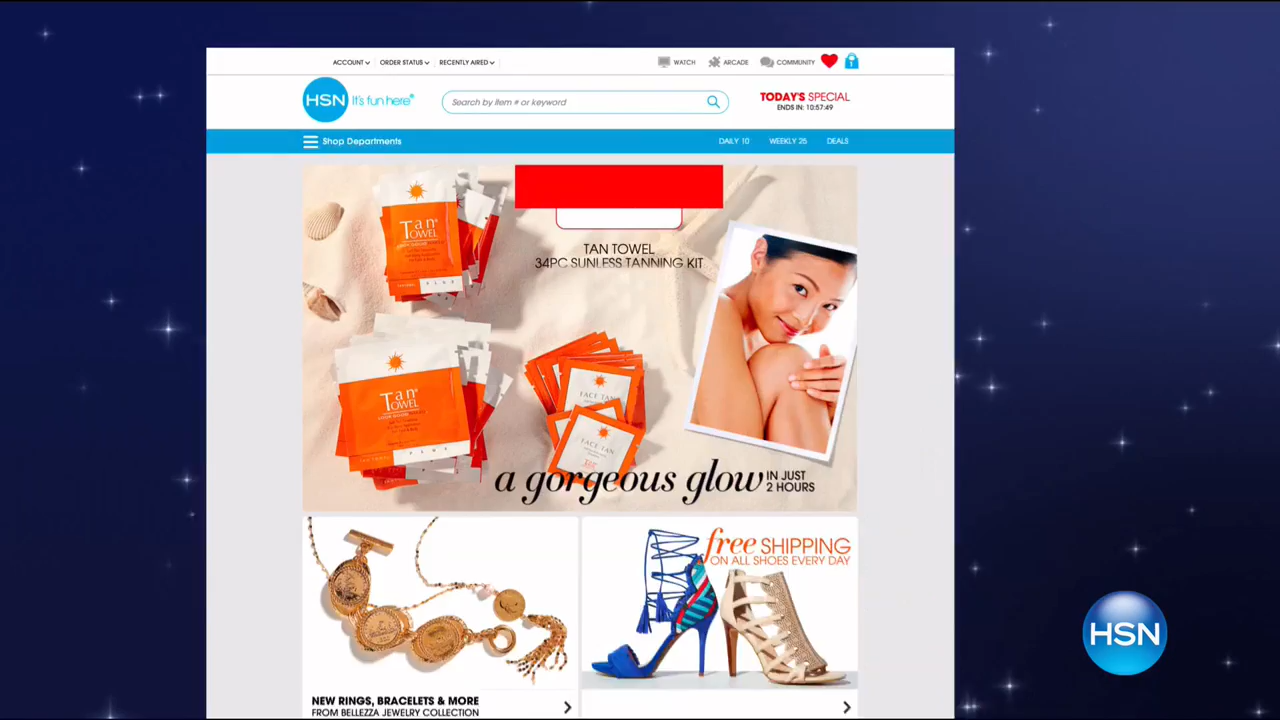 ACCOUNT ORDER STATUS RECENTLY AIRED WATCH ARCADE COMMUNITY
HSN It's fun here®
Search by item # or keyword
TODAY'S SPECIAL
ENDS IN: 10:57:49
Shop Departments DAILY 10 WEEKLY 25 DEALS
Tan
TOWEL
TAN TOWEL
34PC SUNLESS TANNING KIT
Tan
TOWEL
PLUS
FACE TAN
FACE TAN
a gorgeous glow IN JUST
2 HOURS
free SHIPPING
ON ALL SHOES EVERY DAY
NEW RINGS, BRACELETS & MORE
FROM BELLEZZA JEWELRY COLLECTION
HSN